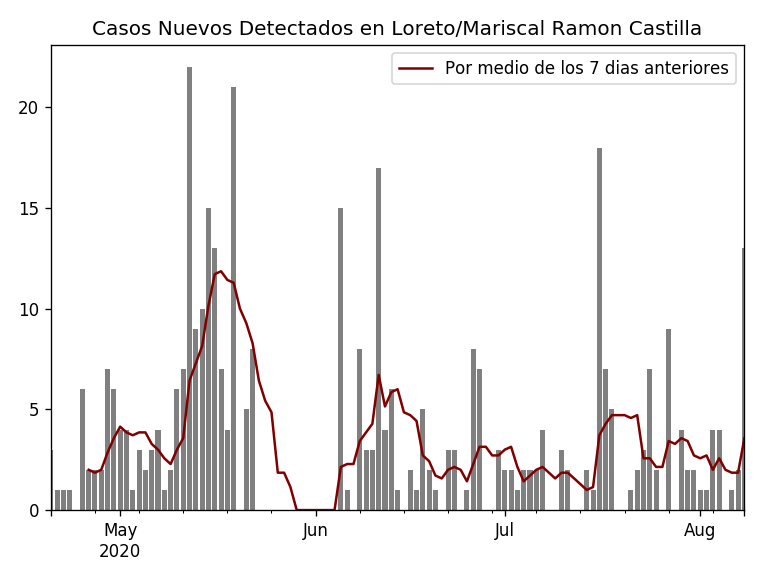 Casos Nuevos Detectados en Loreto/Mariscal Ramon Castilla
Por medio de los 7 dias anteriores
20
15
10
5
0
May
2020
Jun
Jul
Aug